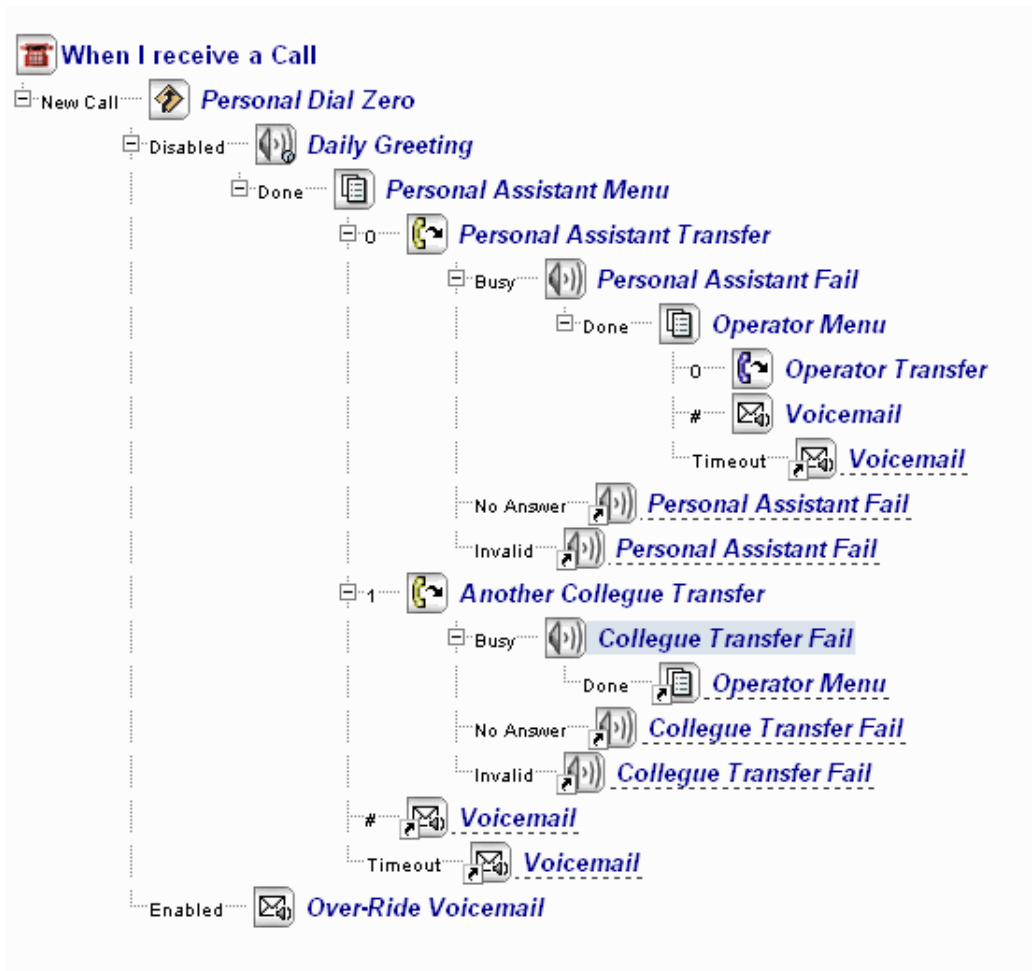 When I receive a Call
New Call Personal Dial Zero
Disabled Daily Greeting
Done Personal Assistant Menu
0 Personal Assistant Transfer
Busy Personal Assistant Fail
Done Operator Menu
0 Operator Transfer
# Voicemail
Timeout Voicemail
No Answer Personal Assistant Fail
Invalid Personal Assistant Fail
1 Another Collegue Transfer
Busy Collegue Transfer Fail
Done Operator Menu
No Answer Collegue Transfer Fail
Invalid Collegue Transfer Fail
# Voicemail
Timeout Voicemail
Enabled Over-Ride Voicemail